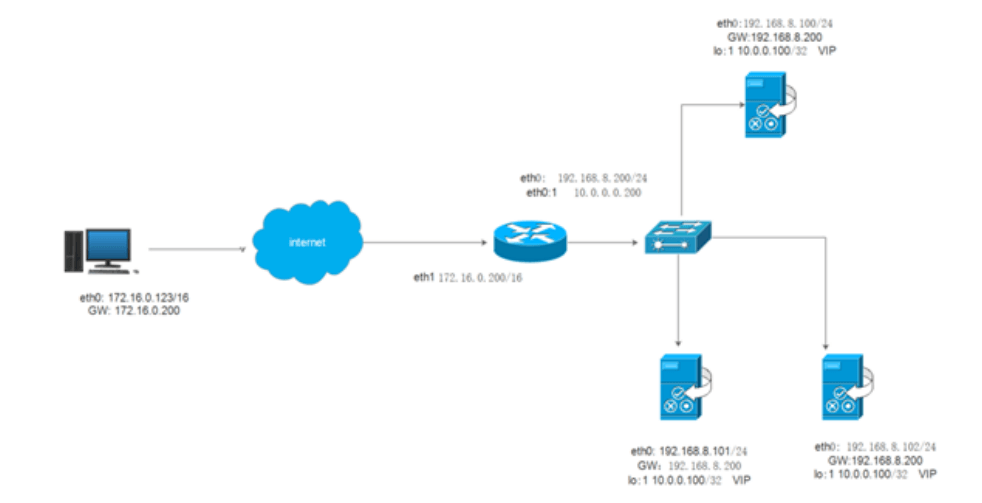 eth0:192.168.8.100/24
GW:192.168.8.200
lo:1 10.0.0.100/32 VIP
eth0: 192.168.8.200/24
eth0:1 10.0.0.0.200
internet
eth1 172.16.0.200/16
eth0: 172.16.0.123/16
GW: 172.16.0.200
eth0: 192.168.8.101/24
GW: 192.168.8.200
lo:1 10.0.0.100/32 VIP
eth0: 192.168.8.102/24
GW:192.168.8.200
lo:1 10.0.0.100/32 VIP